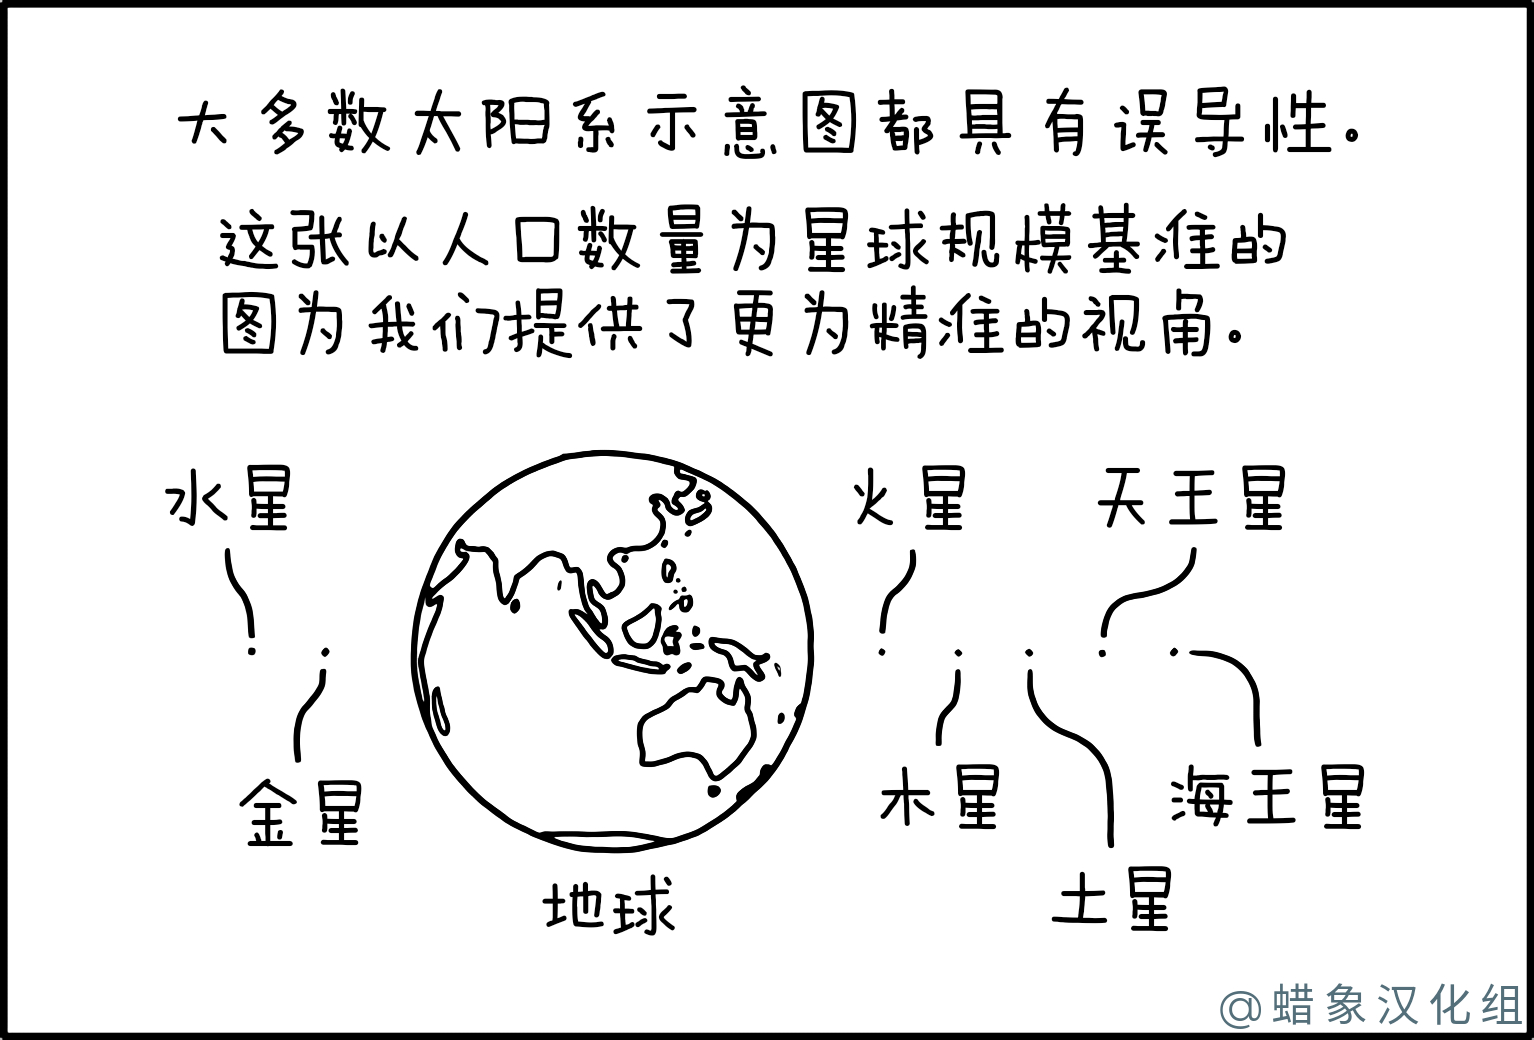 大多数太阳系示意图都具有误导性。
这张以人口数量为星球规模基准的
图为我们提供了更为精准的视角。
水星
火星
天王星
金星
木星
海王星
地球
土星
@蜡象汉化组